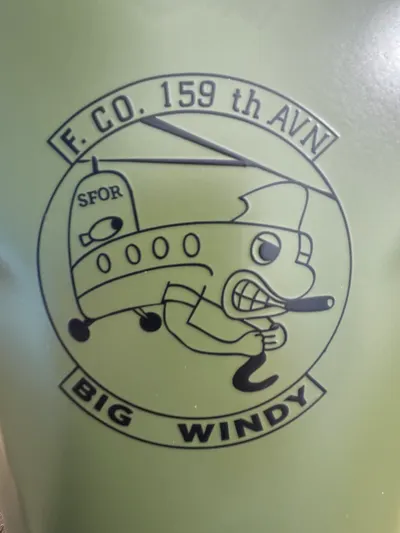 F. CO. 159 th AVN
SFOR
BIG WINDY